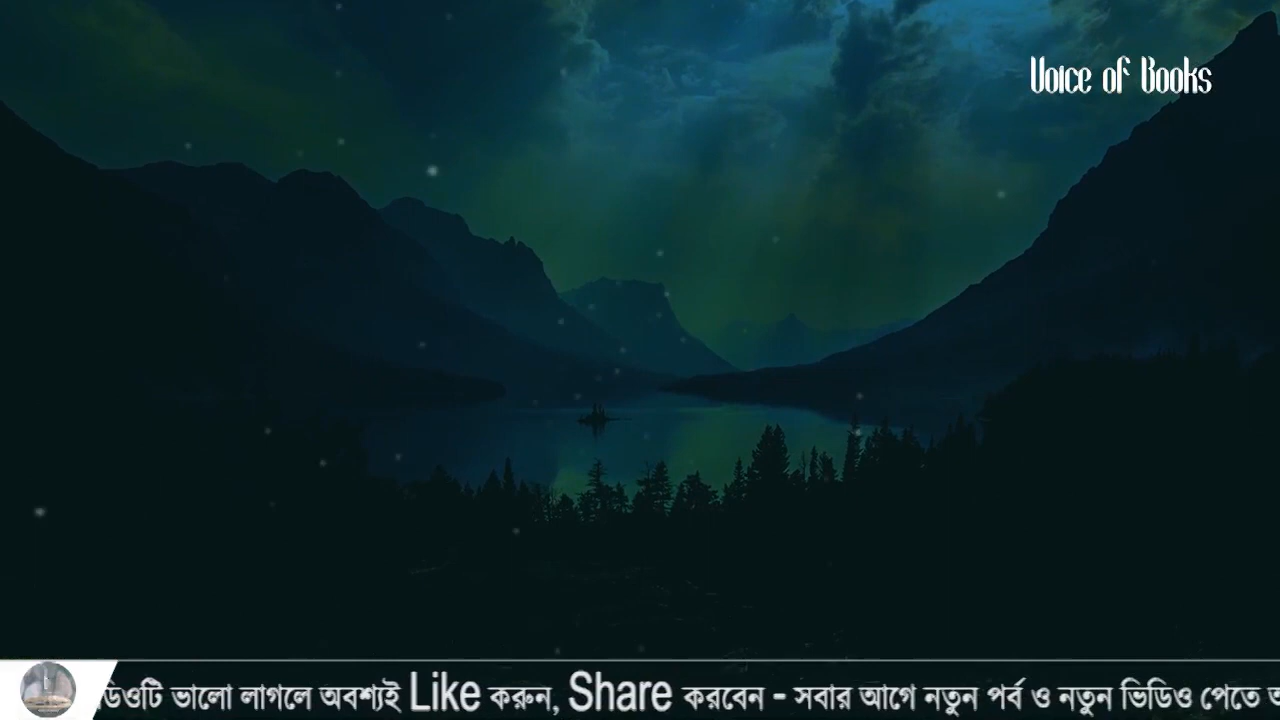 Voice of Books
ডিওটি ভালো লাগলে অবশ্যই Like করুন, Share করবেন - সবার আগে নতুন পর্ব ও নতুন ভিডিও পেতে